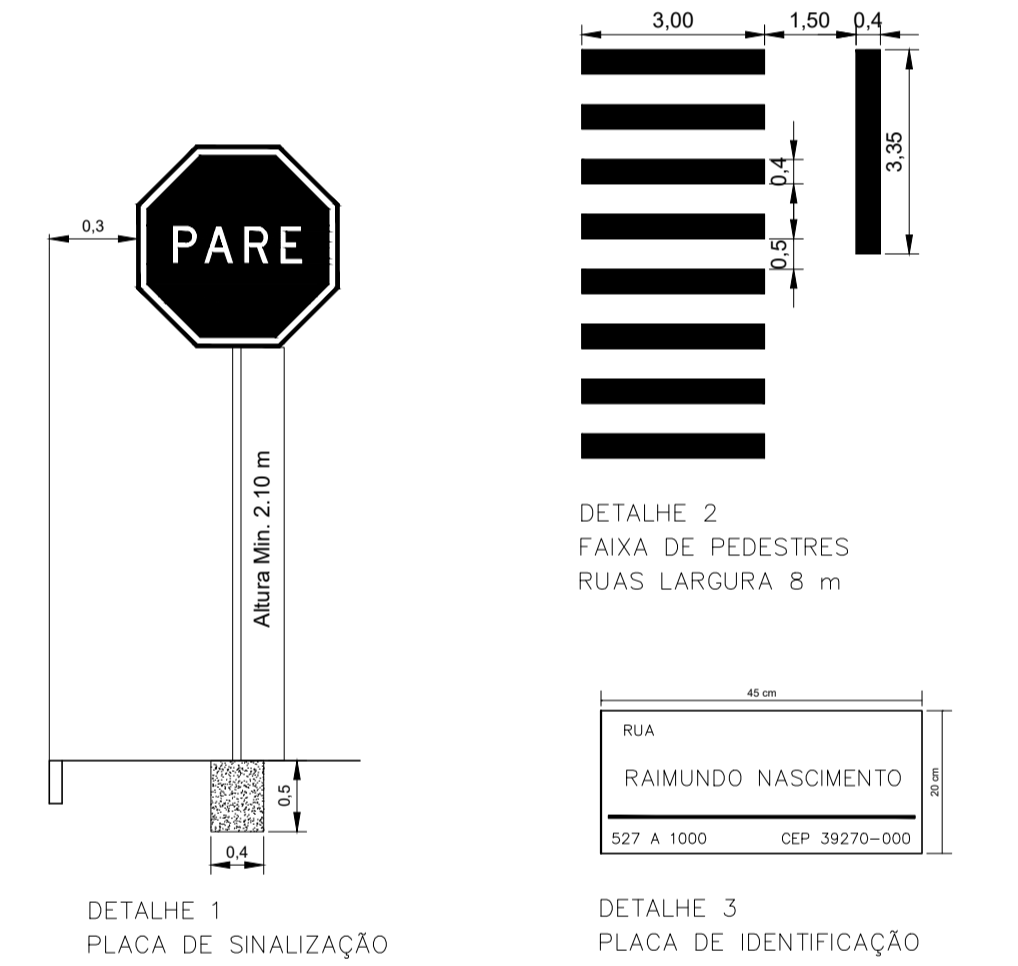 3,00
1,50
0,4
3,35
0,4
0,5
PARE
0,3
Altura Min. 2.10 m
0,5
0,4
DETALHE 1
PLACA DE SINALIZAÇÃO
DETALHE 2
FAIXA DE PEDESTRES
RUAS LARGURA 8 m
45 cm
RUA
RAIMUNDO NASCIMENTO
527 A 1000 CEP 39270-000
20 cm
DETALHE 3
PLACA DE IDENTIFICAÇÃO